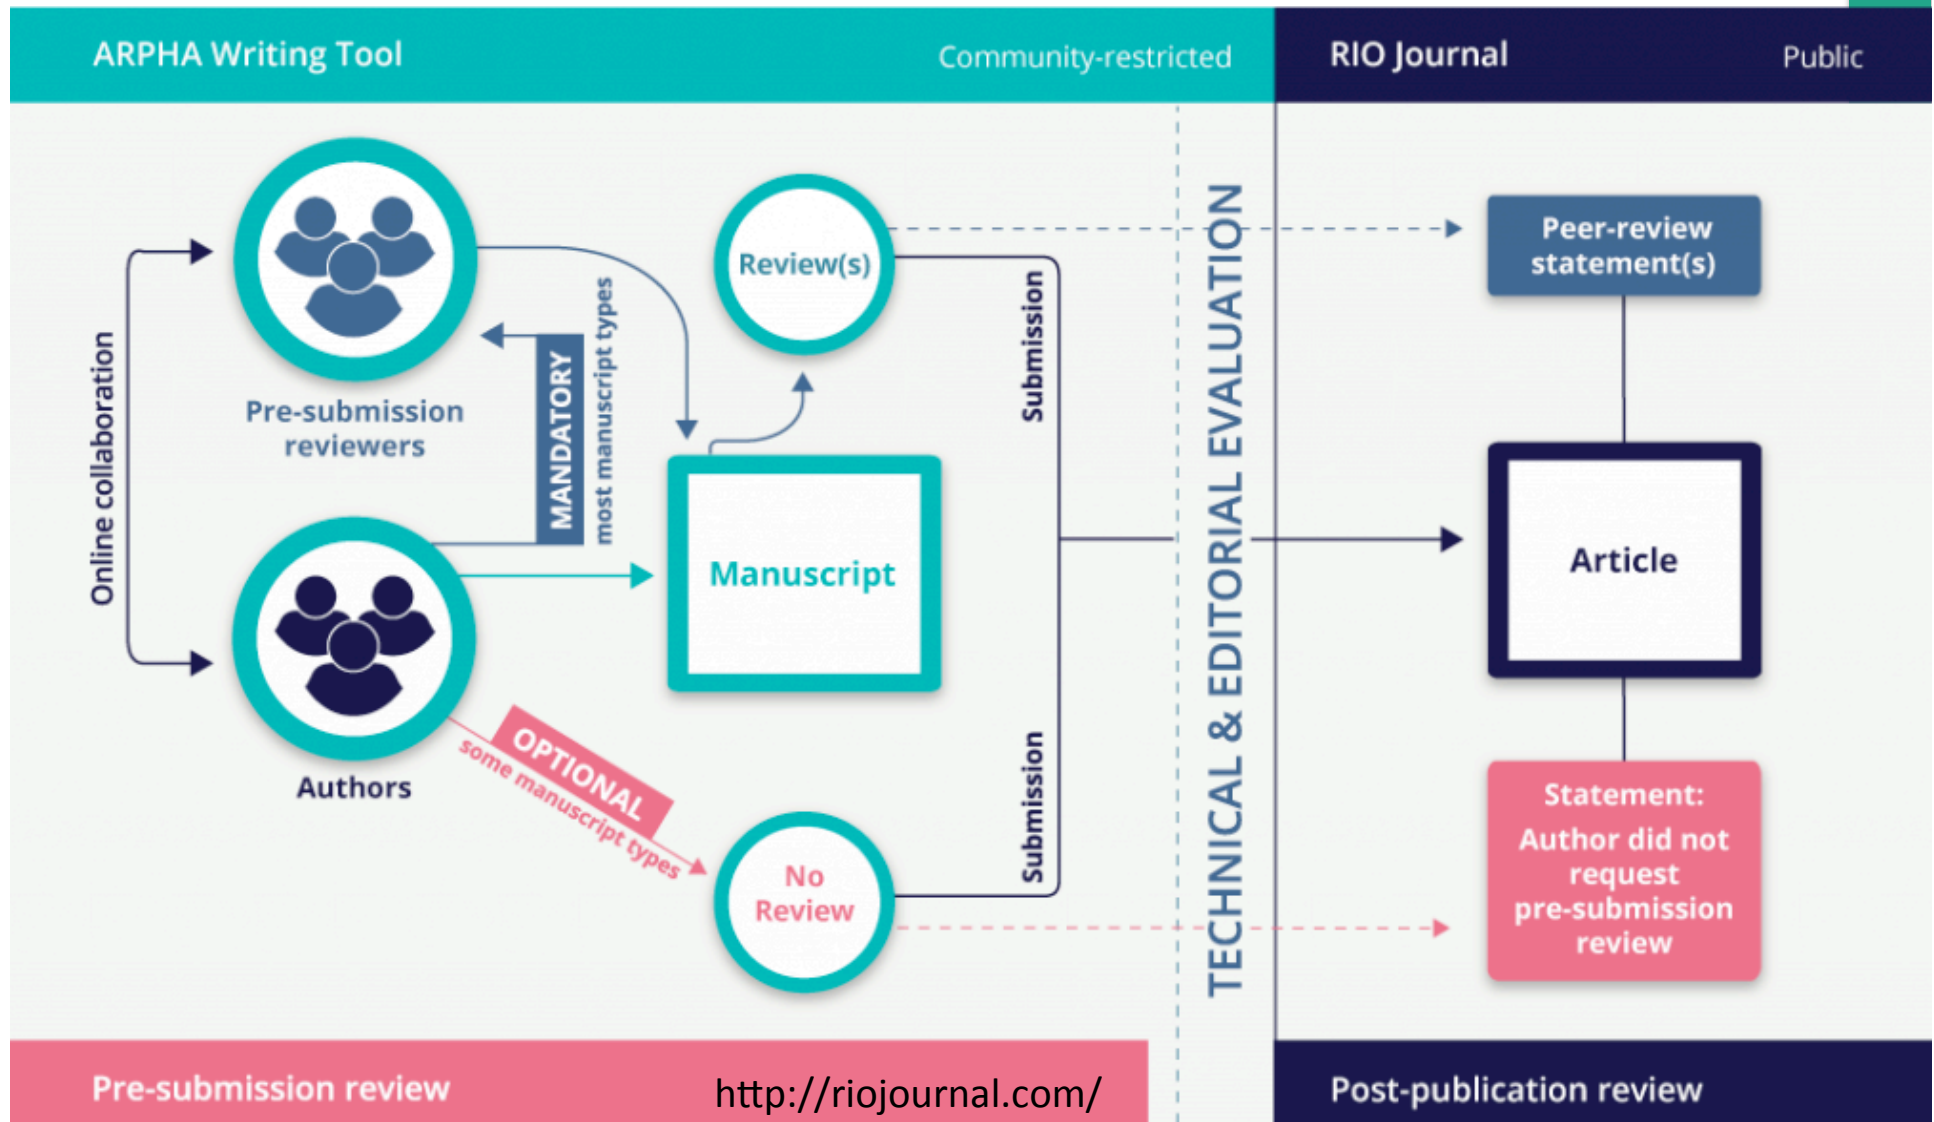 ARPHA Writing Tool
Community-restricted
RIO Journal
Public
Online collaboration
Pre-submission
reviewers
MANDATORY
most manuscript types
Review(s)
Submission
Peer-review
statement(s)
Authors
Manuscript
TECHNICAL & EDITORIAL EVALUATION
Article
OPTIONAL
some manuscript types
No
Review
Submission
Statement:
Author did not
request
pre-submission
review
Pre-submission review
http://riojournal.com/
Post-publication review